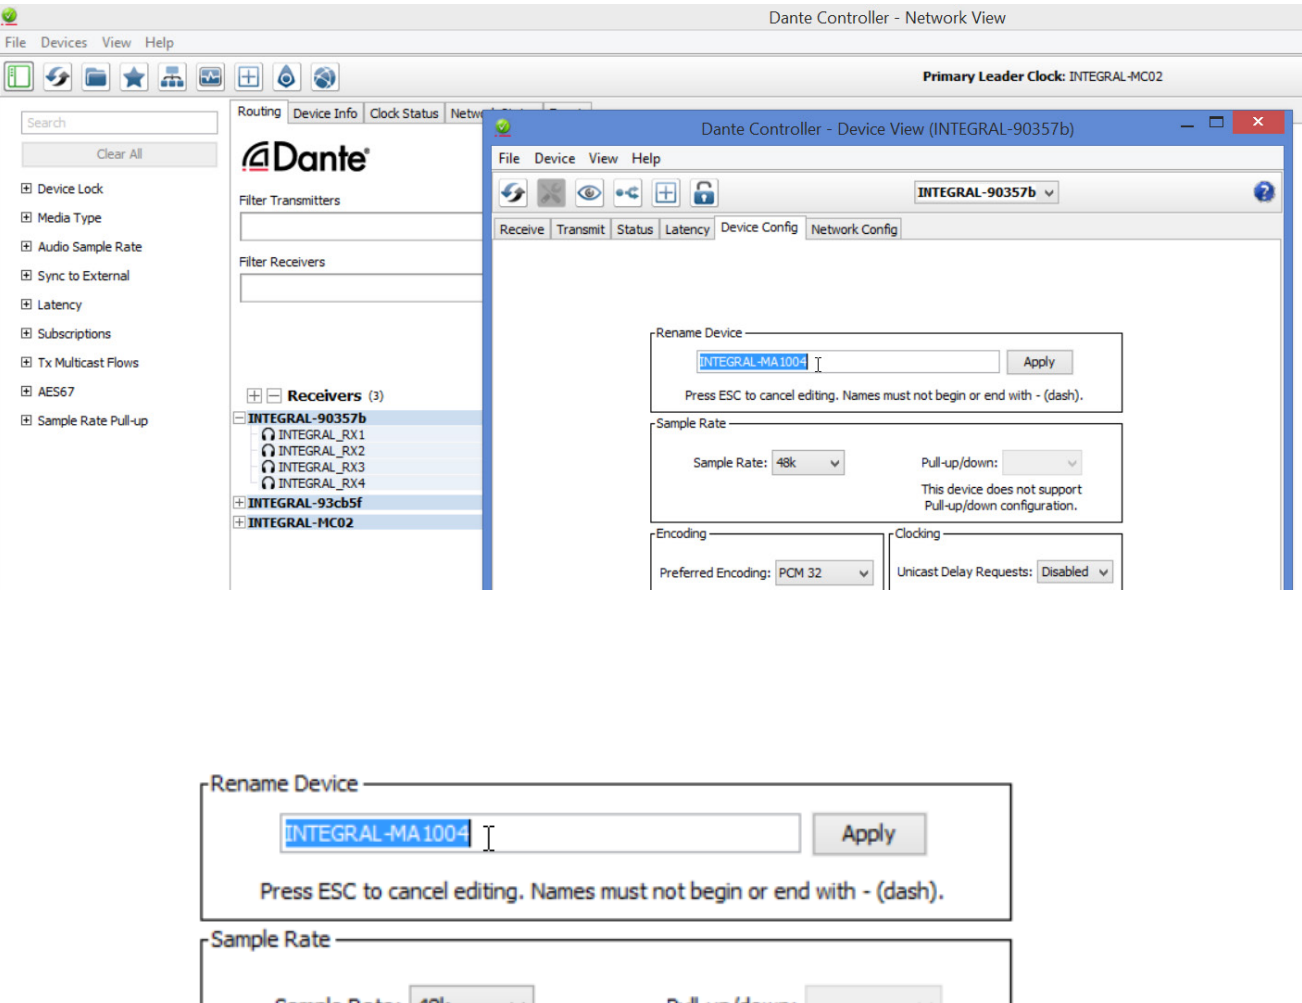 Dante Controller - Network View
File Devices View Help
Primary Leader Clock: INTEGRAL-MC02
Search
Clear All
Device Lock
Media Type
Audio Sample Rate
Sync to External
Latency
Subscriptions
Tx Multicast Flows
AES67
Sample Rate Pull-up
Routing Device Info Clock Status
Dante®
Filter Transmitters
Filter Receivers
Receivers (3)
INTEGRAL-90357b
INTEGRAL_RX1
INTEGRAL_RX2
INTEGRAL_RX3
INTEGRAL_RX4
INTEGRAL-93cb5f
INTEGRAL-MC02
Dante Controller - Device View (INTEGRAL-90357b)
File Device View Help
INTEGRAL-90357b
Receive Transmit Status Latency Device Config Network Config
Rename Device
INTEGRAL-MA1004 Apply
Press ESC to cancel editing. Names must not begin or end with - (dash).
Sample Rate
Sample Rate: 48k Pull-up/down:
This device does not support
Pull-up/down configuration.
Encoding Clocking
Preferred Encoding: PCM 32 Unicast Delay Requests: Disabled
Rename Device
INTEGRAL-MA1004 Apply
Press ESC to cancel editing. Names must not begin or end with - (dash).
Sample Rate